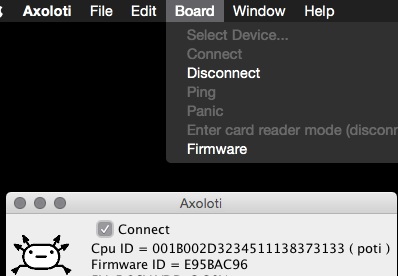 Axoloti File Edit Board Window Help
Select Device...
Connect
Disconnect
Ping
Panic
Enter card reader mode (disconn
Firmware
Axoloti
Connect
Cpu ID = 001B002D3234511138373133 ( poti )
Firmware ID = E95BAC96